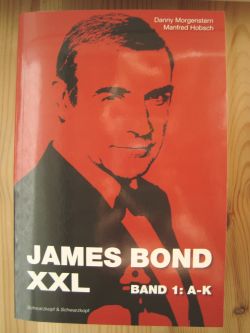 Danny Morgenstern
Manfred Hobsch
JAMES BOND
XXL
BAND 1: A-K
Schwarzkopf & Schwarzkopf